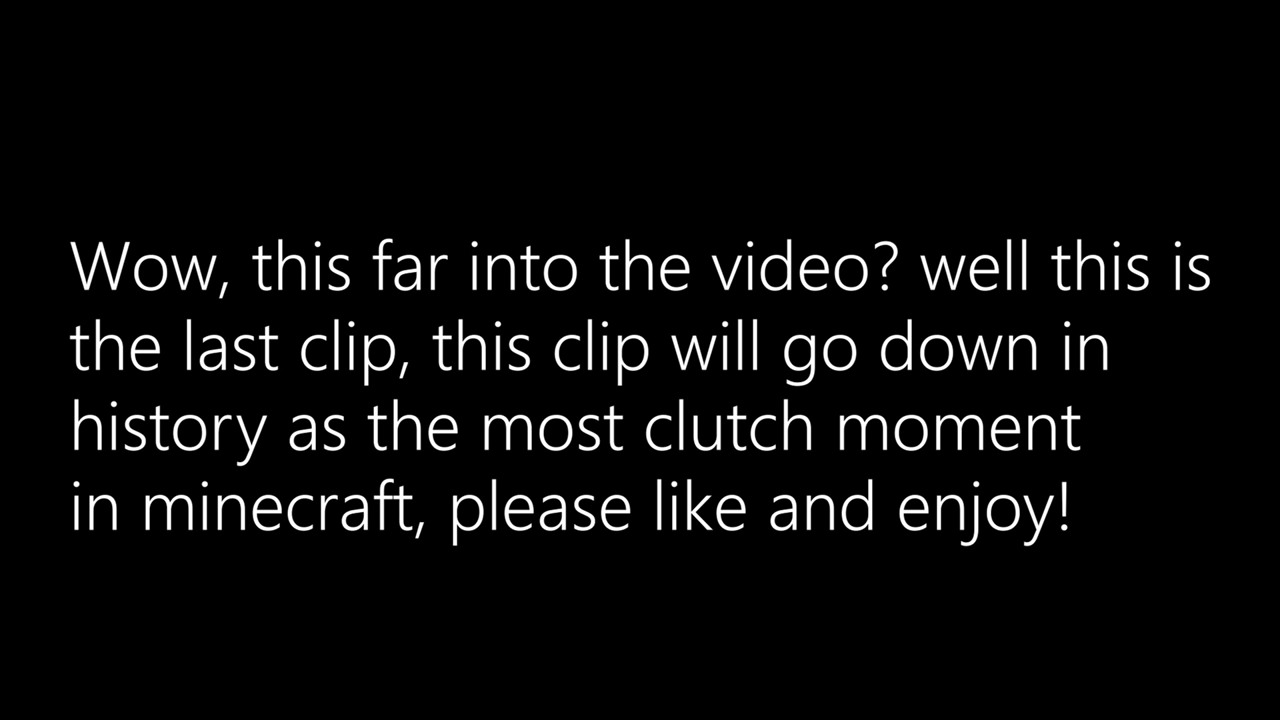 Wow, this far into the video? well this is
the last clip, this clip will go down in
history as the most clutch moment
in minecraft, please like and enjoy!